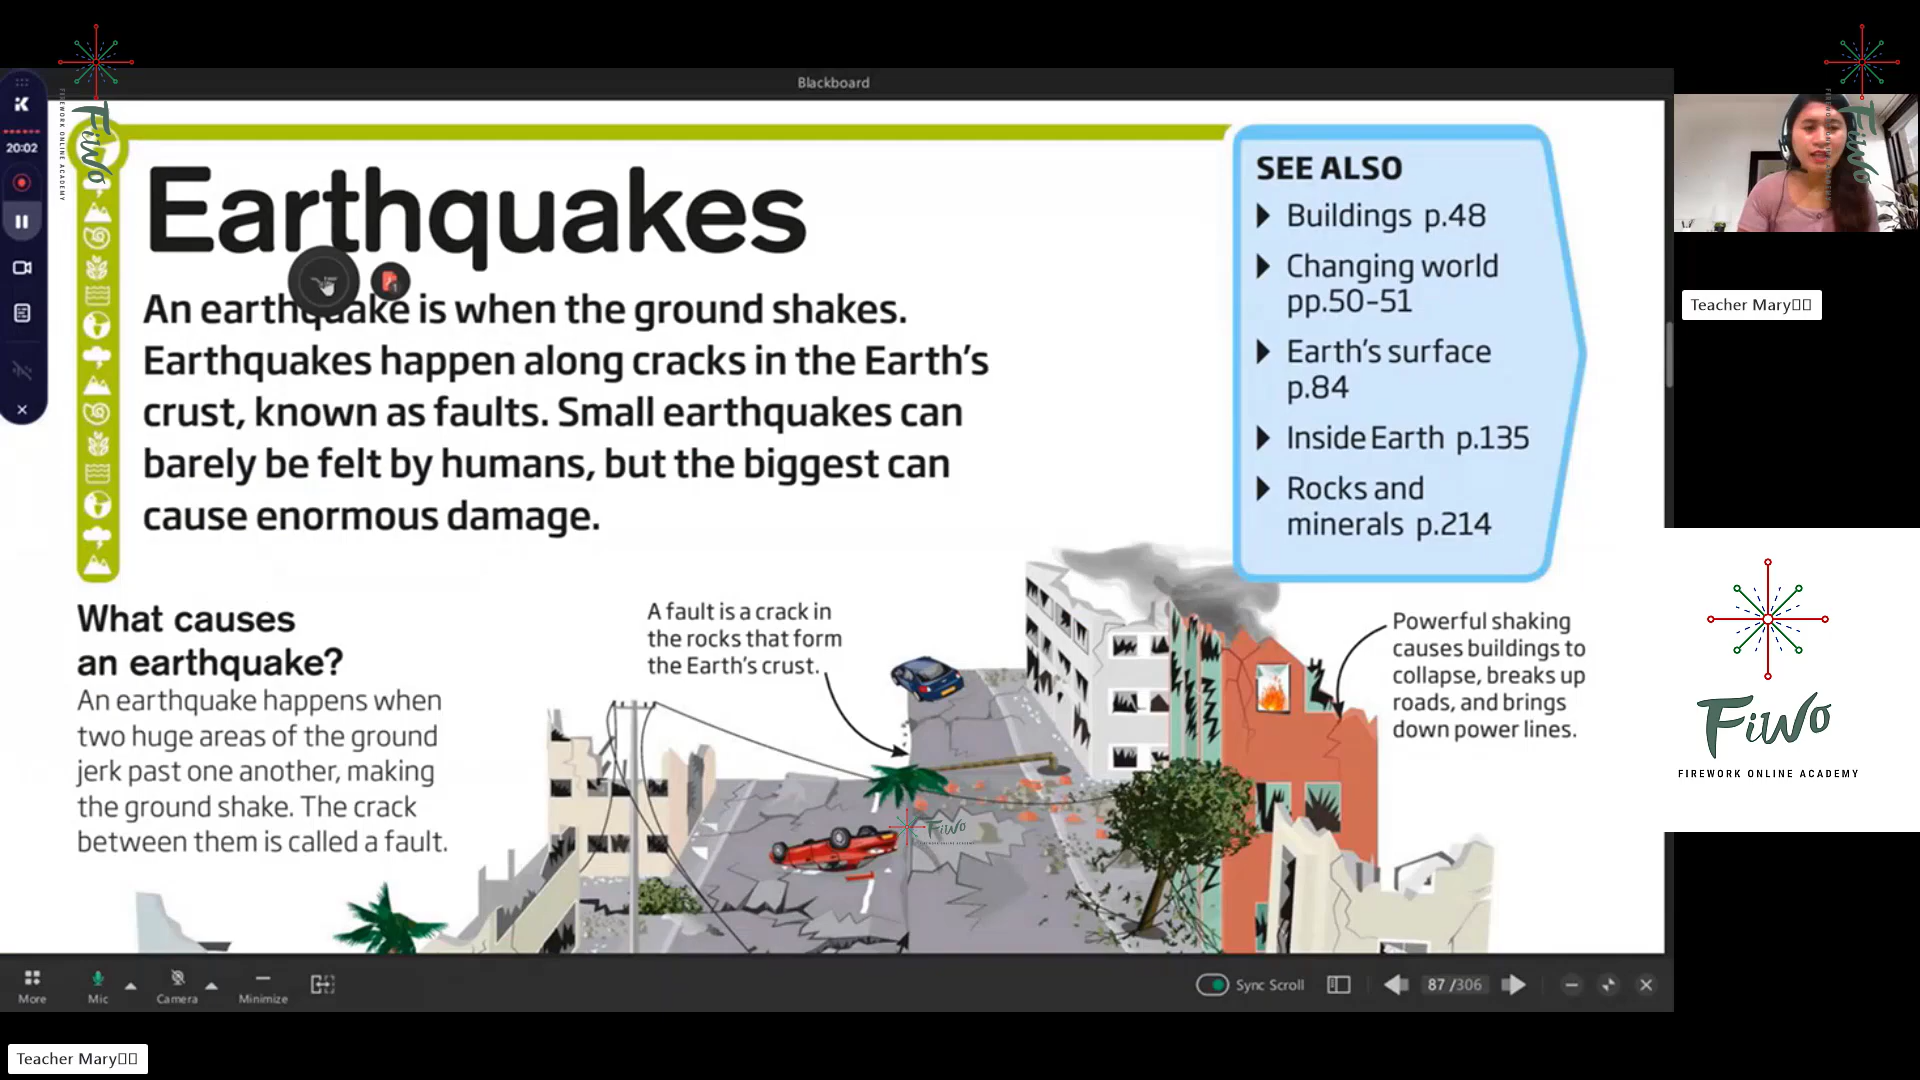 Blackboard
20:02
FiWo
FIREWORK ONLINE ACADEMY
FiWo
Earthquakes
An earthquake is when the ground shakes.
Earthquakes happen along cracks in the Earth's
crust, known as faults. Small earthquakes can
barely be felt by humans, but the biggest can
cause enormous damage.
SEE ALSO
Buildings p.48
Changing world
pp.50–51
Earth's surface
p.84
Inside Earth p.135
Rocks and
minerals p.214
What causes
an earthquake?
An earthquake happens when
two huge areas of the ground
jerk past one another, making
the ground shake. The crack
between them is called a fault.
A fault is a crack in
the rocks that form
the Earth's crust.
Powerful shaking
causes buildings to
collapse, breaks up
roads, and brings
down power lines.
FiWo
Teacher Mary
FiWo
FIREWORK ONLINE ACADEMY
More
Mic
Camera
Minimize
Sync Scroll
87 /306
Teacher Mary